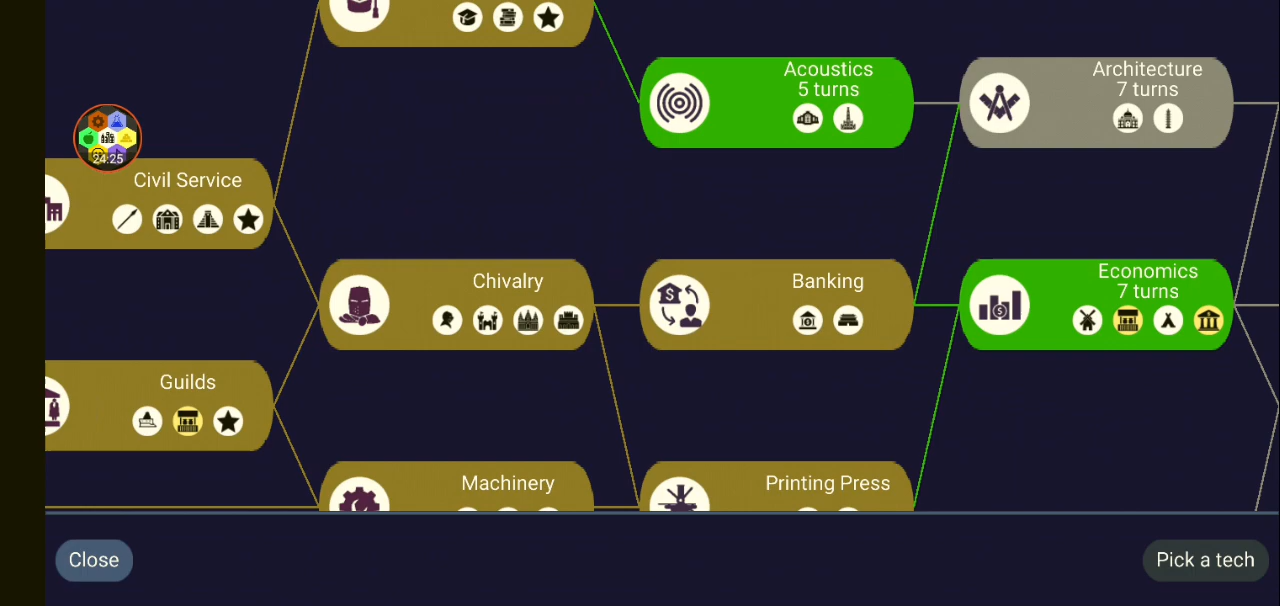 Acoustics
5 turns
Architecture
7 turns
24:25
Civil Service
Chivalry
Banking
Economics
7 turns
Guilds
Machinery
Printing Press
Close
Pick a tech